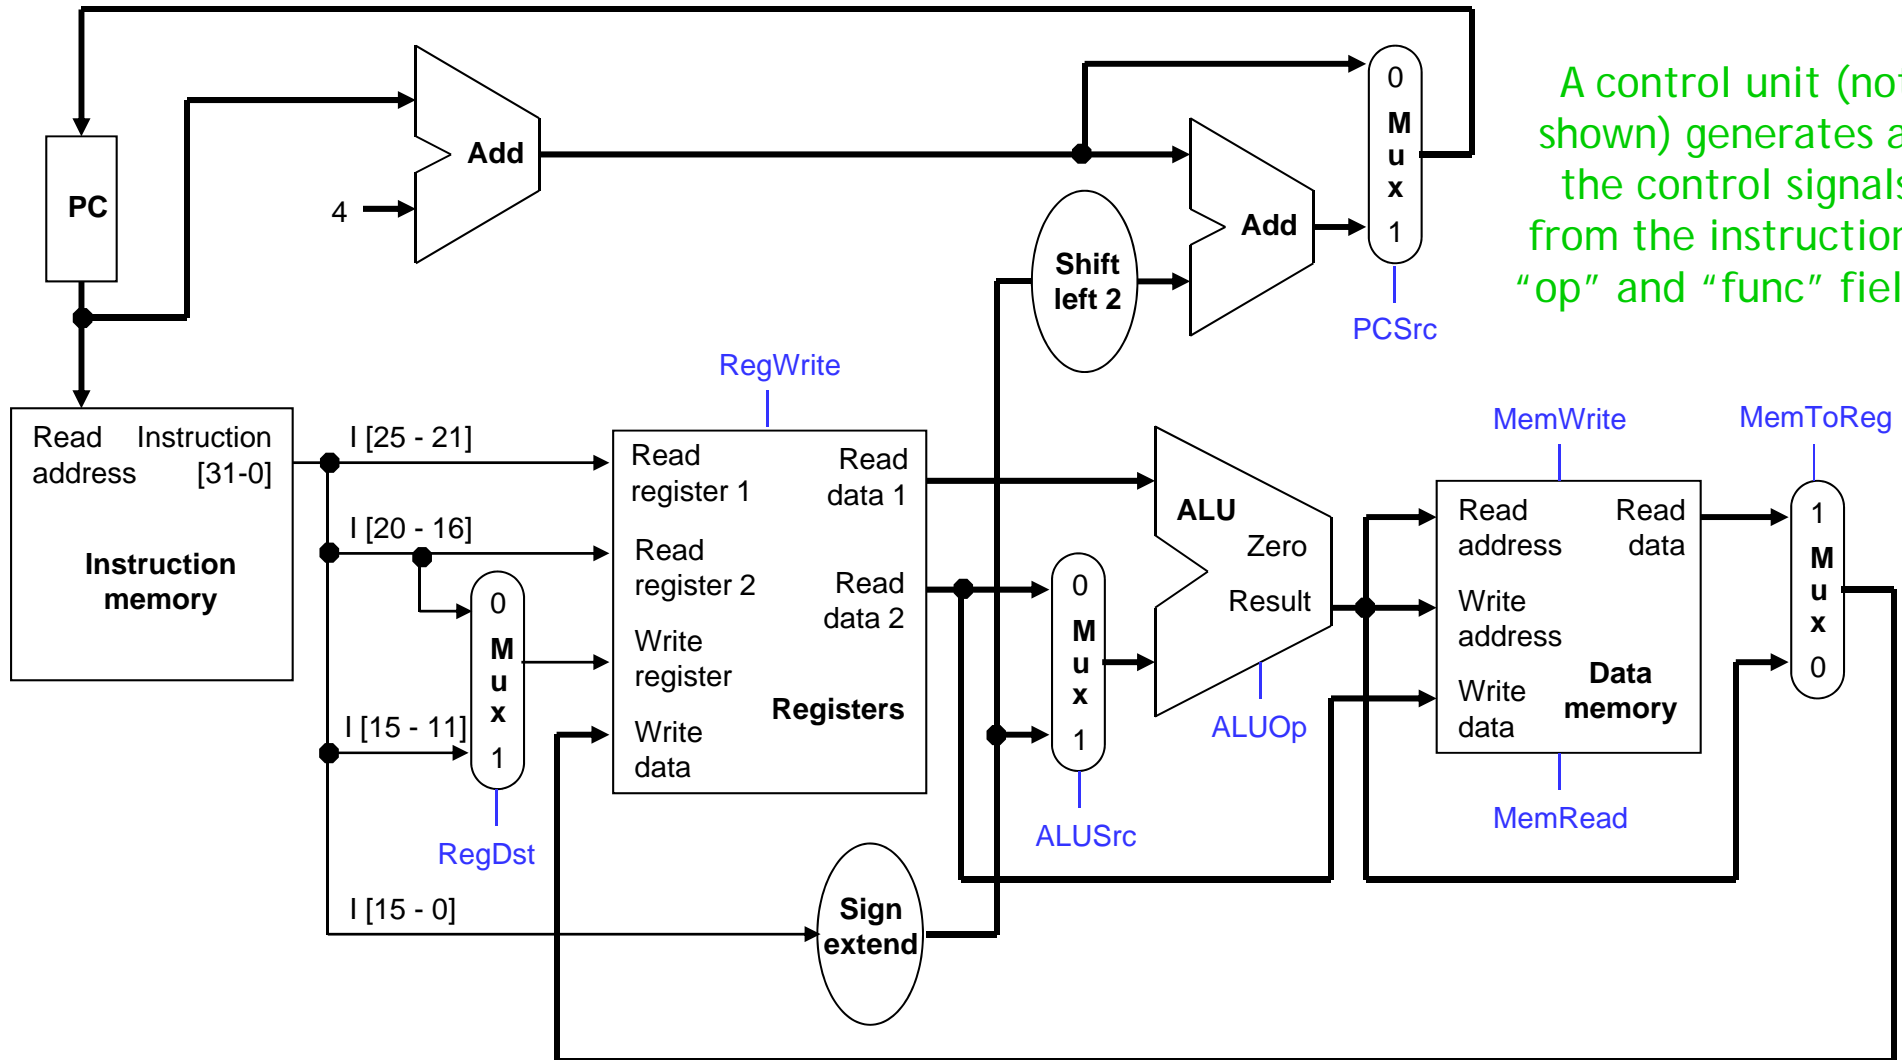 A control unit (not
shown) generates a
the control signals
from the instruction
“op” and “func” fiel
PC
4
Add
Add
Shift
left 2
0
M
u
x
1
PCSrc
RegWrite
MemWrite
MemToReg
Read
address
Instruction
[31-0]
Instruction
memory
I [25 - 21]
I [20 - 16]
I [15 - 11]
I [15 - 0]
0
M
u
x
1
RegDst
Read
register 1
Read
data 1
Read
register 2
Read
data 2
Write
register
Registers
Write
data
Sign
extend
0
M
u
x
1
ALUSrc
ALU
Zero
Result
ALUOp
Read
address
Read
data
Write
address
Write
data
Data
memory
MemRead
1
M
u
x
0